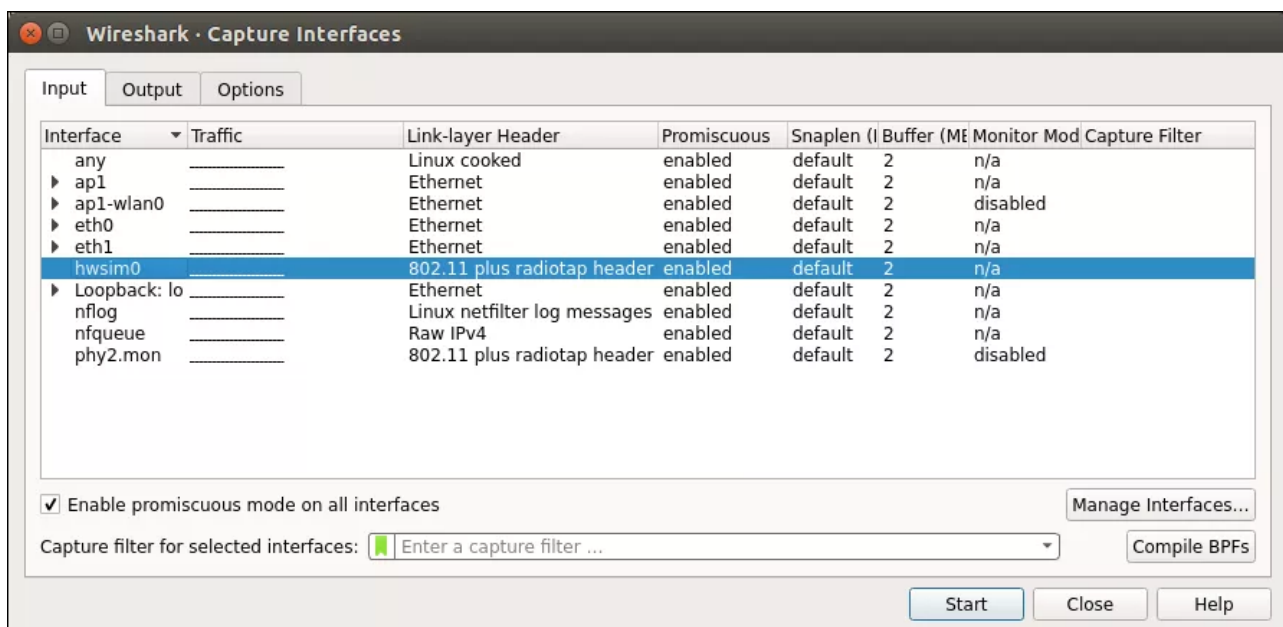 Wireshark · Capture Interfaces
Input Output Options
Interface Traffic Link-layer Header Promiscuous Snaplen (I Buffer (ME Monitor Mod Capture Filter
any Linux cooked enabled default 2 n/a
ap1 Ethernet enabled default 2 n/a
ap1-wlan0 Ethernet enabled default 2 disabled
eth0 Ethernet enabled default 2 n/a
eth1 Ethernet enabled default 2 n/a
hwsim0 802.11 plus radiotap header enabled default 2 n/a
Loopback: lo Ethernet enabled default 2 n/a
nflog Linux netfilter log messages enabled default 2 n/a
nfqueue Raw IPv4 enabled default 2 n/a
phy2.mon 802.11 plus radiotap header enabled default 2 disabled
Enable promiscuous mode on all interfaces Manage Interfaces...
Capture filter for selected interfaces: Enter a capture filter ... Compile BPFs
Start Close Help